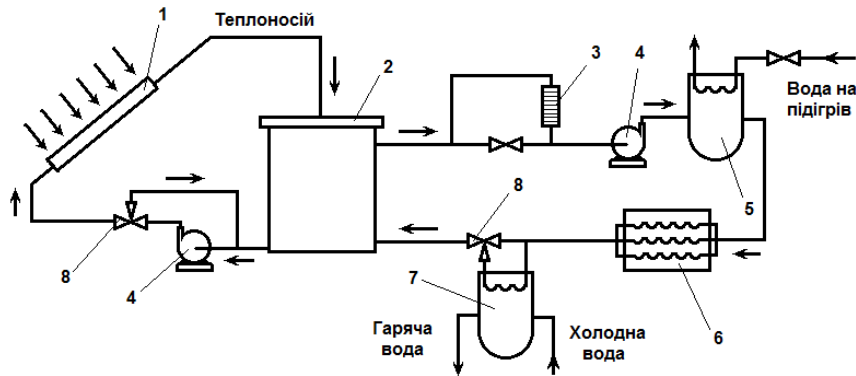 Теплоносій
1
2
3
4
Вода на
підігрів
5
8
4
8
7
6
Гаряча
вода
Холодна
вода